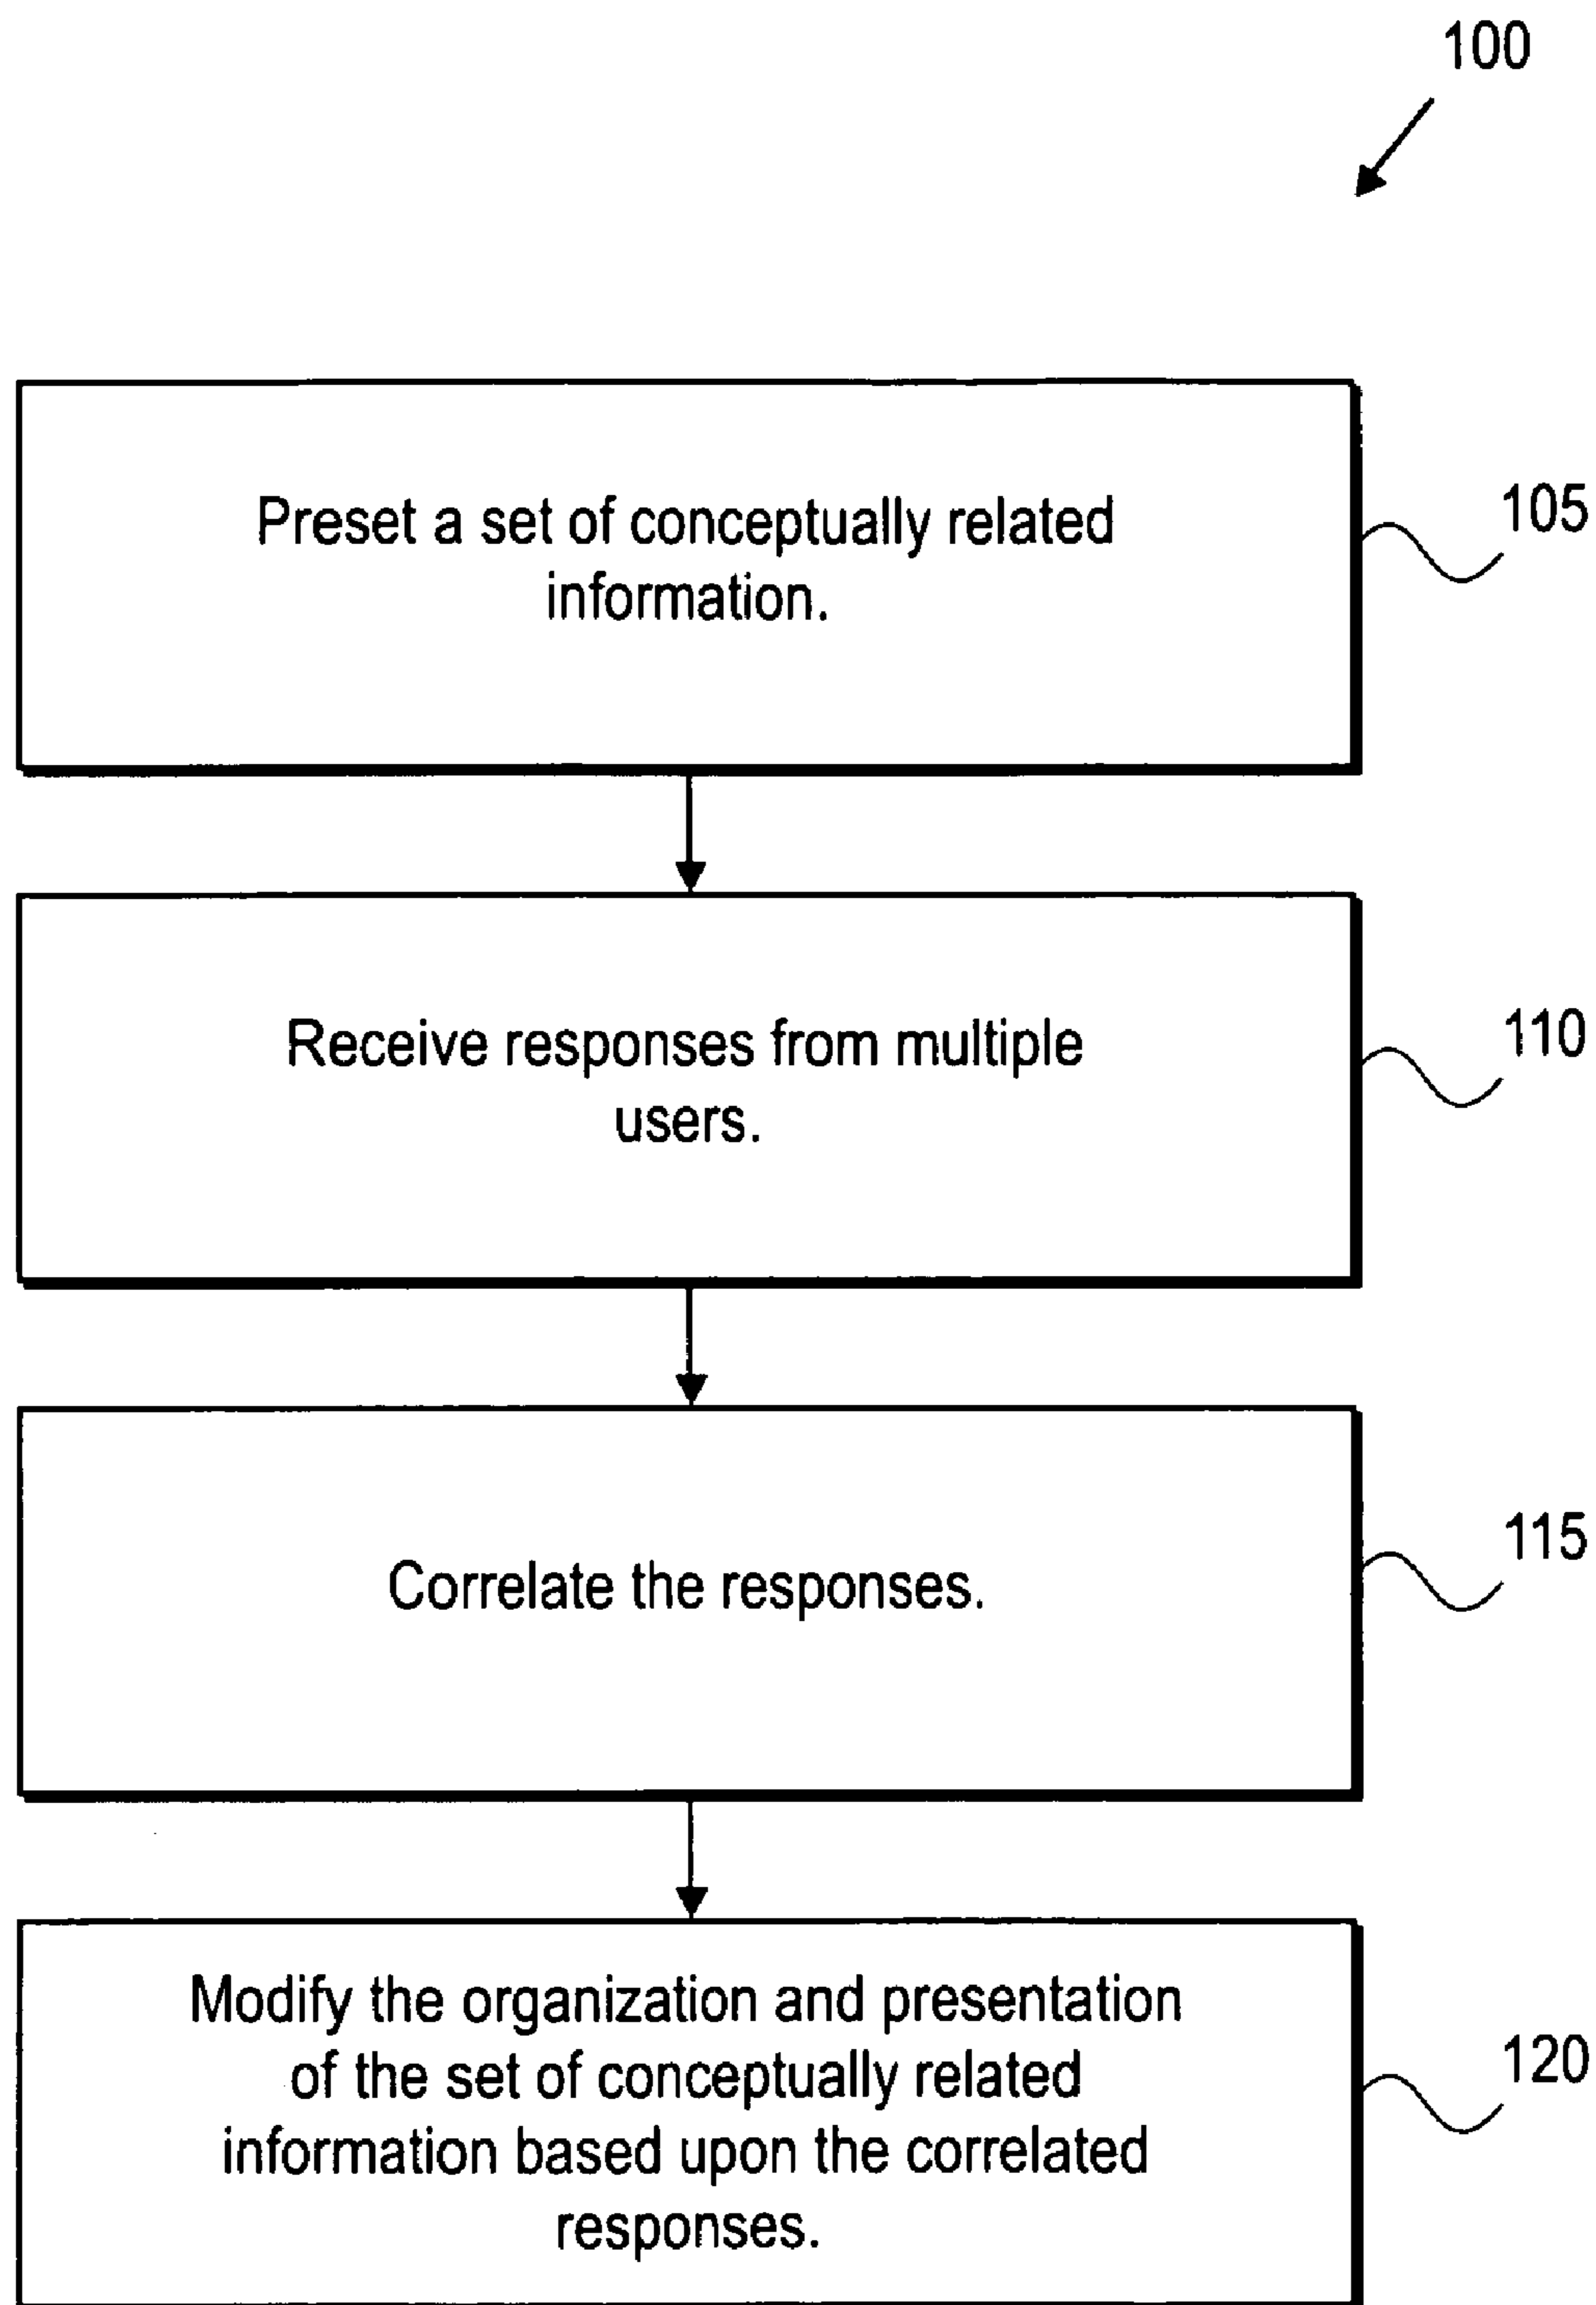 100
Preset a set of conceptually related
information.
105
Receive responses from multiple
users.
110
Correlate the responses.
115
Modify the organization and presentation
of the set of conceptually related
information based upon the correlated
responses.
120